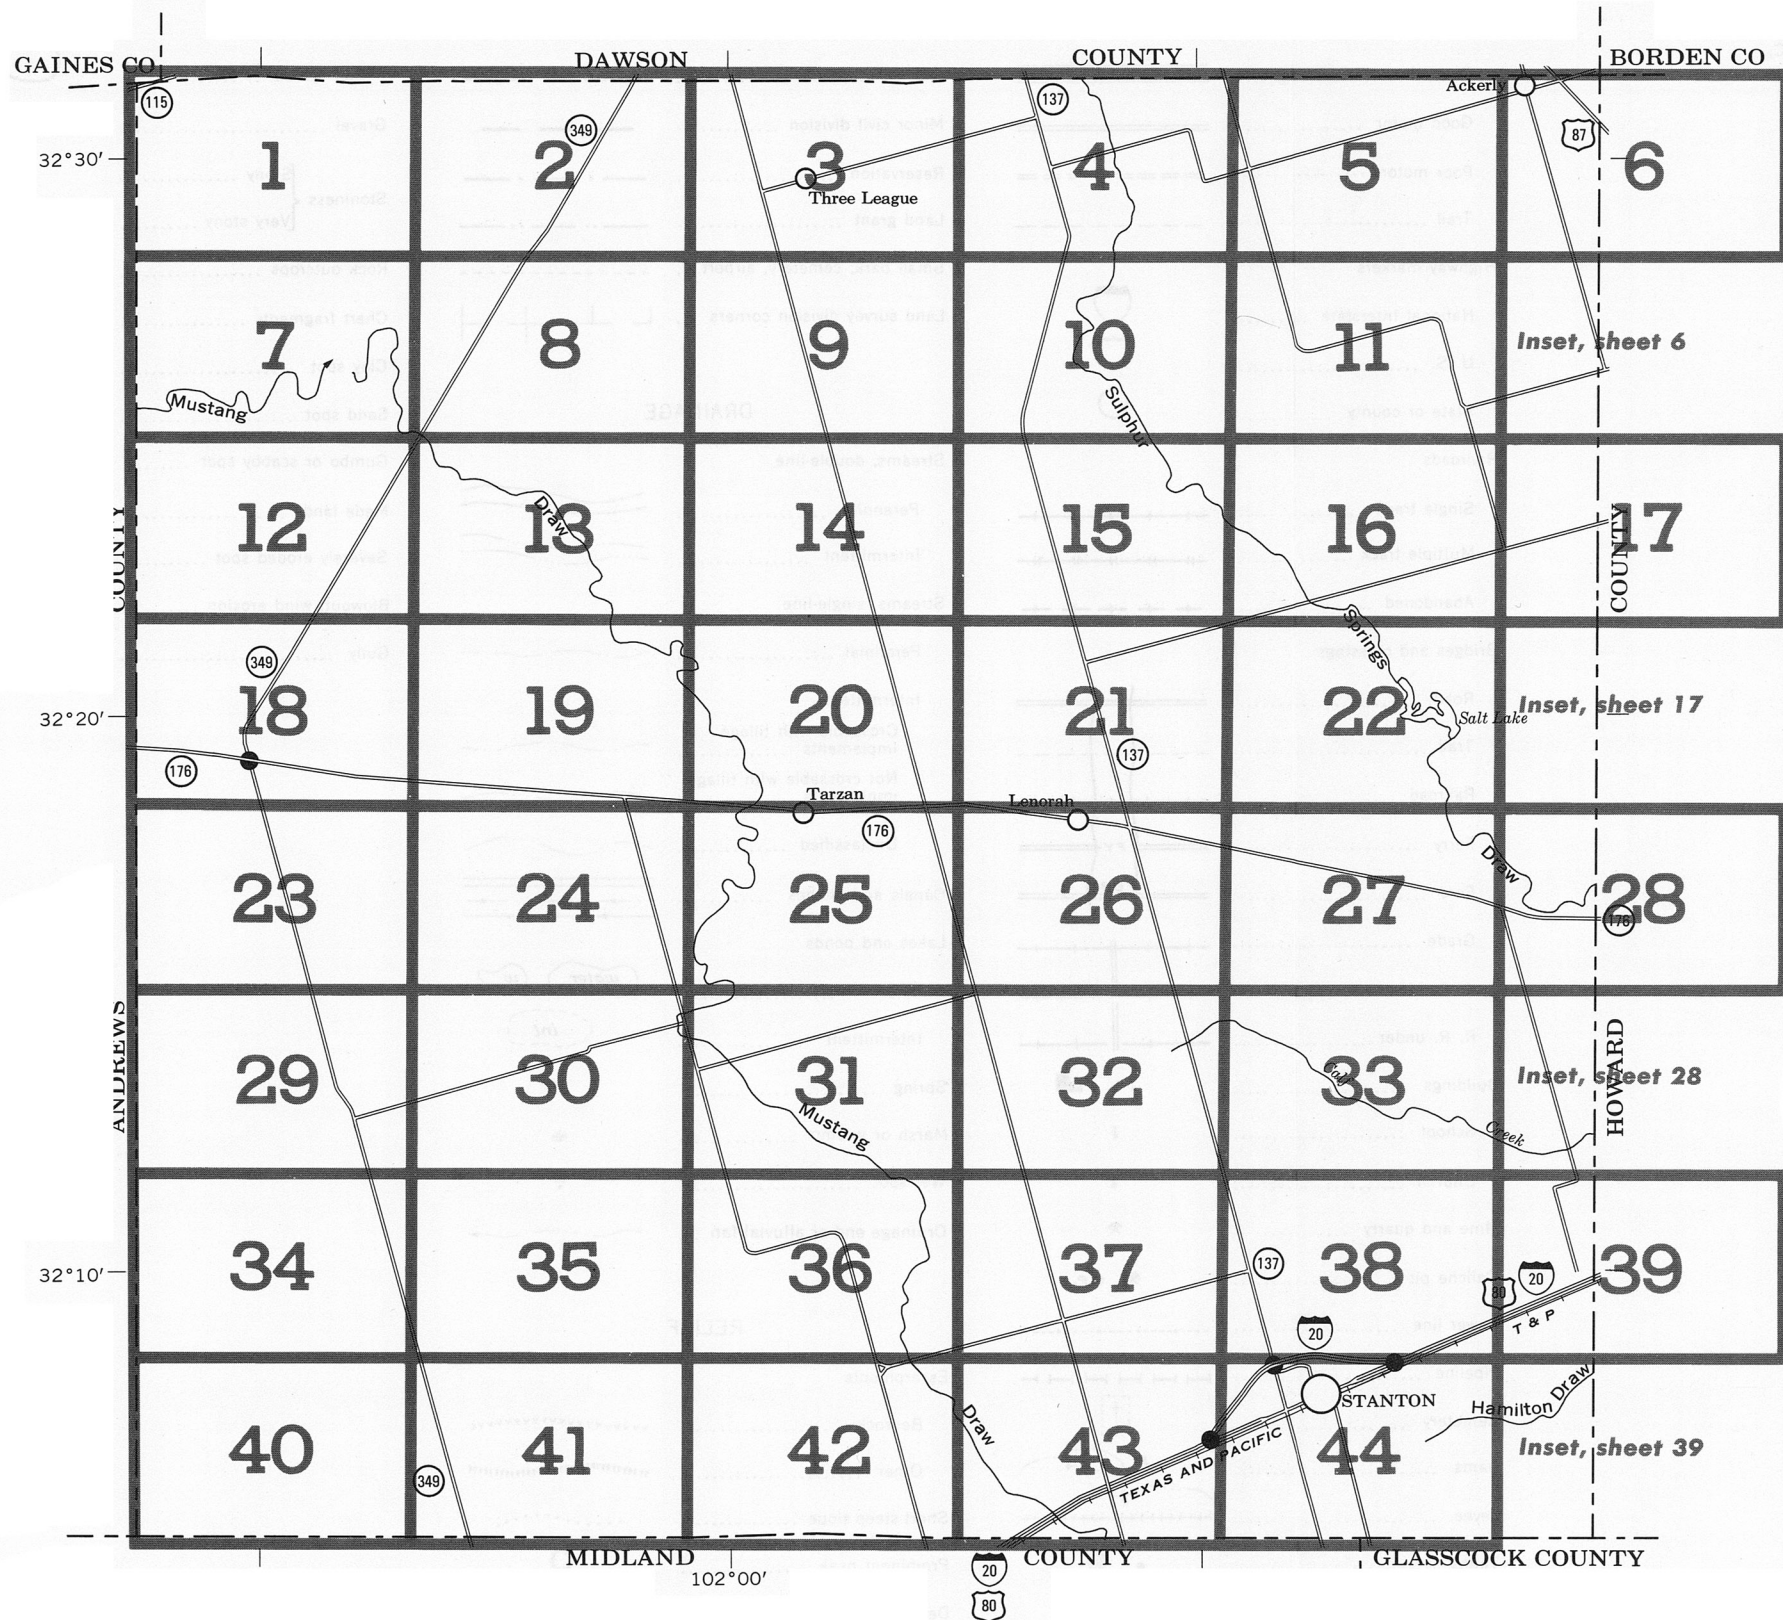 GAINES CO
DAWSON
COUNTY
BORDEN CO
115
349
137
Ackerly
87
32°30′
1
2
3
4
5
6
Three League
7
8
9
10
11
Inset, sheet 6
Mustang
Sulphur
12
13
14
15
16
17
Draw
COUNTY
COUNTY
Springs
349
18
19
20
21
22
Inset, sheet 17
Salt Lake
32°20′
137
176
Tarzan
Lenorah
176
Draw
23
24
25
26
27
28
176
29
30
31
32
33
Inset, sheet 28
Calf
Creek
Mustang
ANDREWS
HOWARD
34
35
36
37
38
39
32°10′
137
80
20
20
T & P
STANTON
Hamilton Draw
40
41
42
43
44
Inset, sheet 39
Draw
TEXAS AND PACIFIC
349
MIDLAND
COUNTY
GLASSCOCK COUNTY
102°00′
20
80